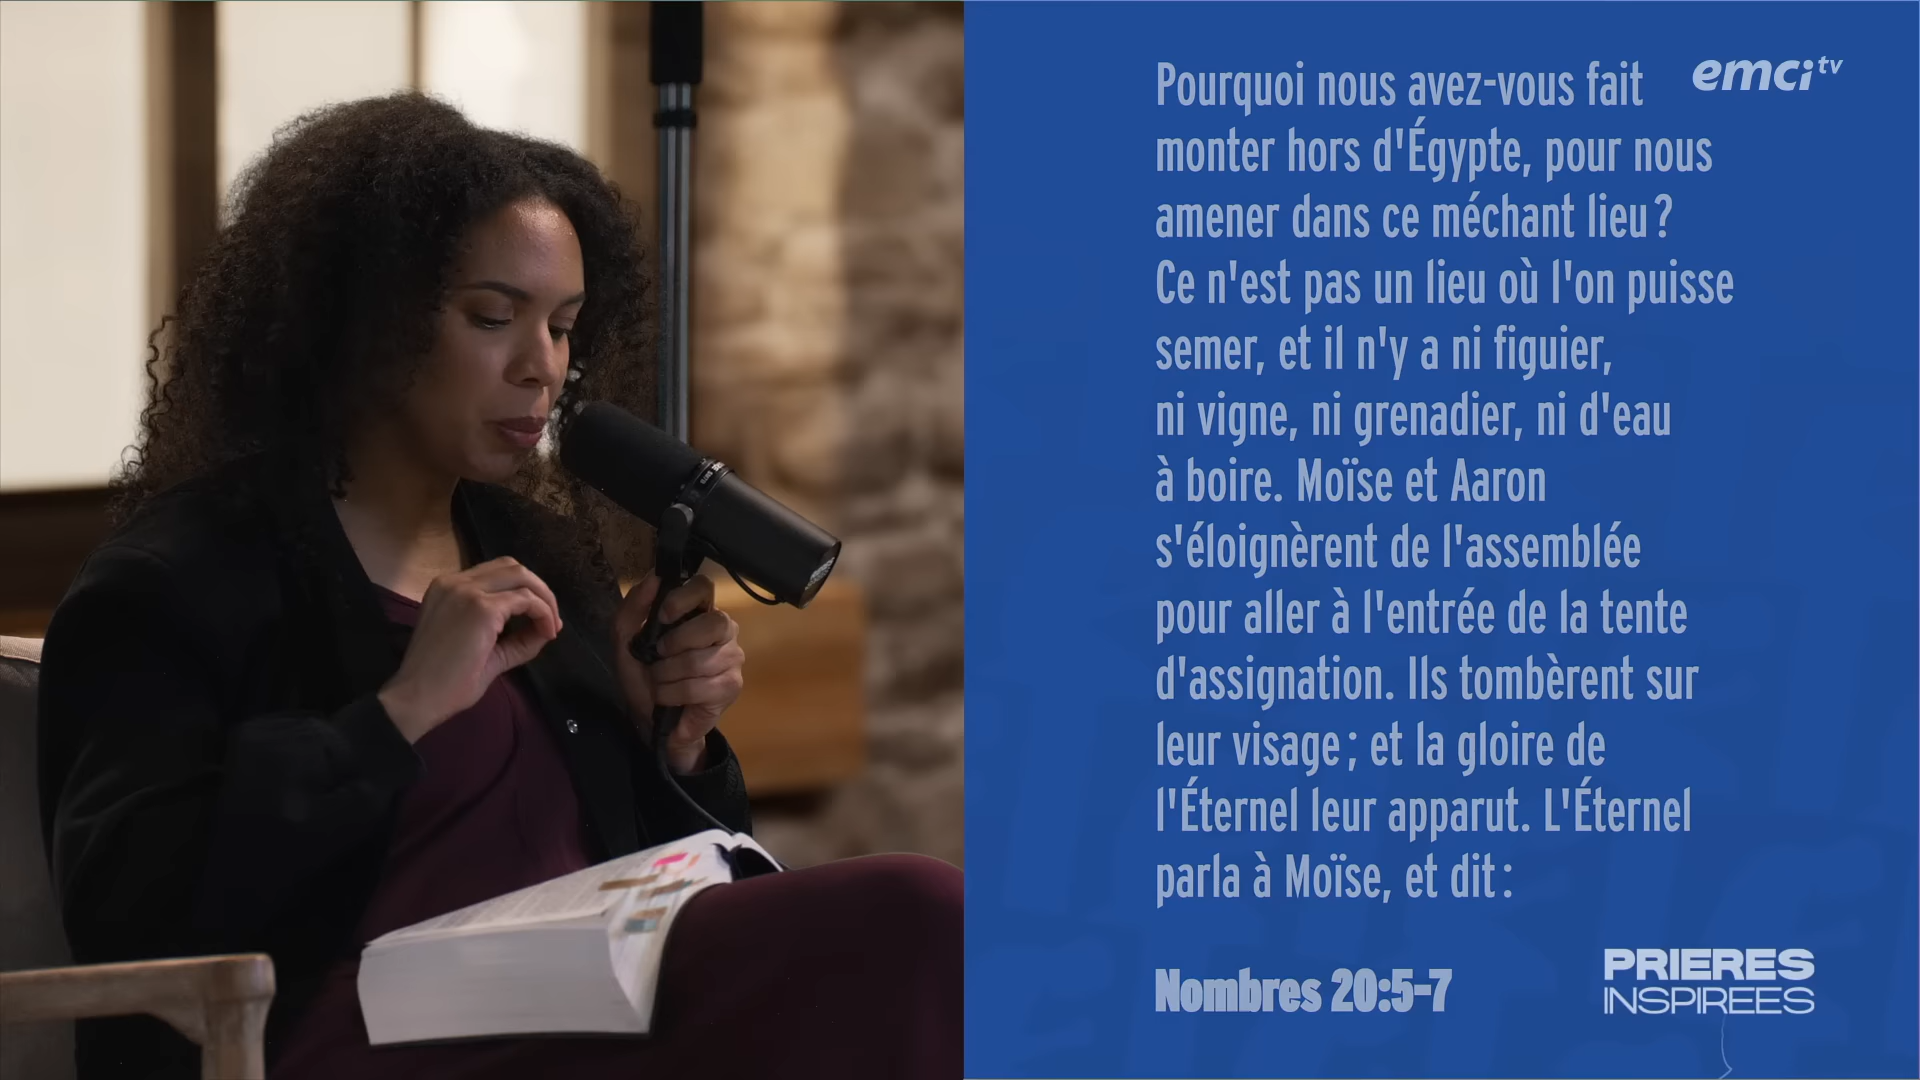 Pourquoi nous avez-vous fait
monter hors d'Égypte, pour nous
amener dans ce méchant lieu ?
Ce n'est pas un lieu où l'on puisse
semer, et il n'y a ni figuier,
ni vigne, ni grenadier, ni d'eau
à boire. Moïse et Aaron
s'éloignèrent de l'assemblée
pour aller à l'entrée de la tente
d'assignation. Ils tombèrent sur
leur visage ; et la gloire de
l'Éternel leur apparut. L'Éternel
parla à Moïse, et dit :
Nombres 20:5-7
emci tv
PRIERES
INSPIREES